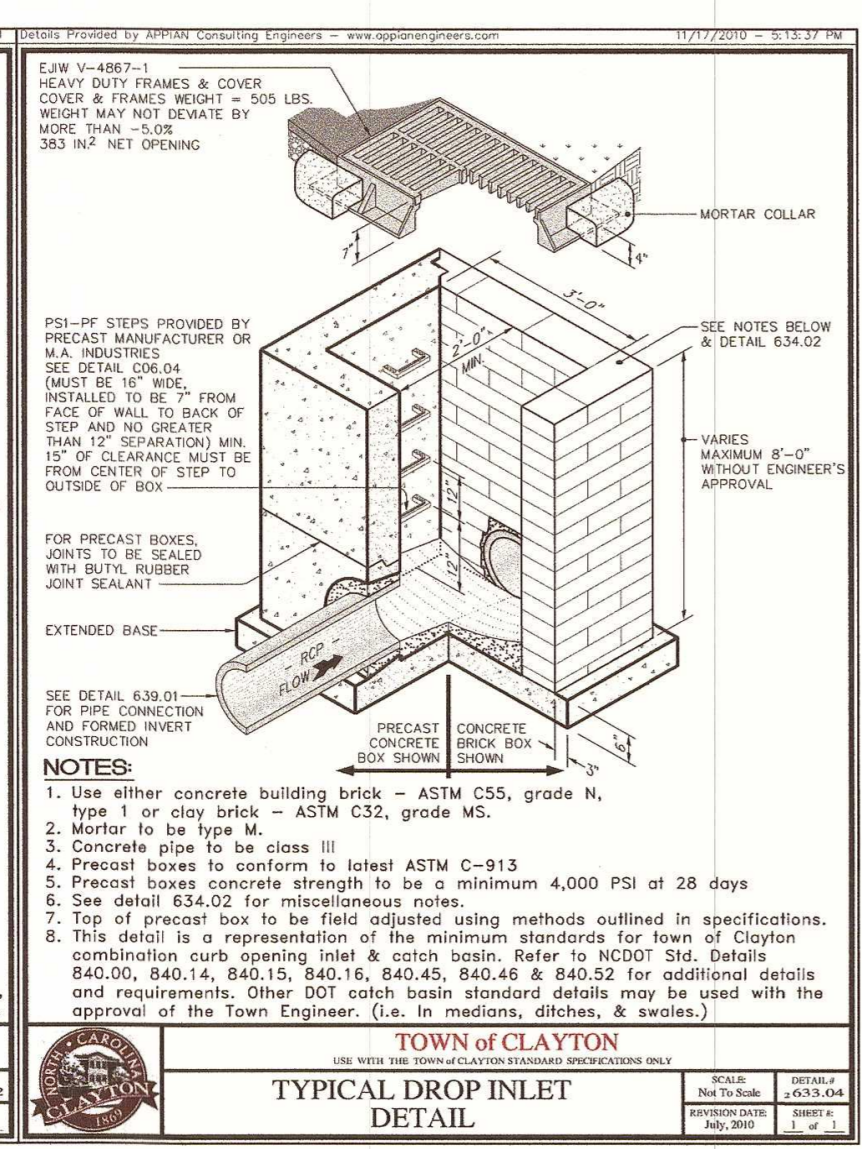 Details Provided by APPIAN Consulting Engineers - www.appianengineers.com
11/17/2010 - 5:13:37 PM
EJIW V-4867-1
HEAVY DUTY FRAMES & COVER
COVER & FRAMES WEIGHT = 505 LBS.
WEIGHT MAY NOT DEVIATE BY
MORE THAN -5.0%
383 IN.2 NET OPENING
MORTAR COLLAR
7"
4"
3'-0"
2'-0"
MIN.
SEE NOTES BELOW
& DETAIL 634.02
PS1-PF STEPS PROVIDED BY
PRECAST MANUFACTURER OR
M.A. INDUSTRIES
SEE DETAIL C06.04
(MUST BE 16" WIDE,
INSTALLED TO BE 7" FROM
FACE OF WALL TO BACK OF
STEP AND NO GREATER
THAN 12" SEPARATION) MIN.
15" OF CLEARANCE MUST BE
FROM CENTER OF STEP TO
OUTSIDE OF BOX
VARIES
MAXIMUM 8'-0"
WITHOUT ENGINEER'S
APPROVAL
12"
12"
FOR PRECAST BOXES,
JOINTS TO BE SEALED
WITH BUTYL RUBBER
JOINT SEALANT
EXTENDED BASE
RCP
FLOW
SEE DETAIL 639.01
FOR PIPE CONNECTION
AND FORMED INVERT
CONSTRUCTION
PRECAST
CONCRETE
BOX SHOWN
CONCRETE
BRICK BOX
SHOWN
6"
3"
NOTES:
1. Use either concrete building brick - ASTM C55, grade N,
type 1 or clay brick - ASTM C32, grade MS.
2. Mortar to be type M.
3. Concrete pipe to be class III
4. Precast boxes to conform to latest ASTM C-913
5. Precast boxes concrete strength to be a minimum 4,000 PSI at 28 days
6. See detail 634.02 for miscellaneous notes.
7. Top of precast box to be field adjusted using methods outlined in specifications.
8. This detail is a representation of the minimum standards for town of Clayton
combination curb opening inlet & catch basin. Refer to NCDOT Std. Details
840.00, 840.14, 840.15, 840.16, 840.45, 840.46 & 840.52 for additional details
and requirements. Other DOT catch basin standard details may be used with the
approval of the Town Engineer. (i.e. In medians, ditches, & swales.)
NORTH CAROLINA
CLAYTON
1869
TOWN of CLAYTON
USE WITH THE TOWN of CLAYTON STANDARD SPECIFICATIONS ONLY
TYPICAL DROP INLET
DETAIL
SCALE:
Not To Scale
DETAIL#
2633.04
REVISION DATE:
July, 2010
SHEET #:
1 of 1